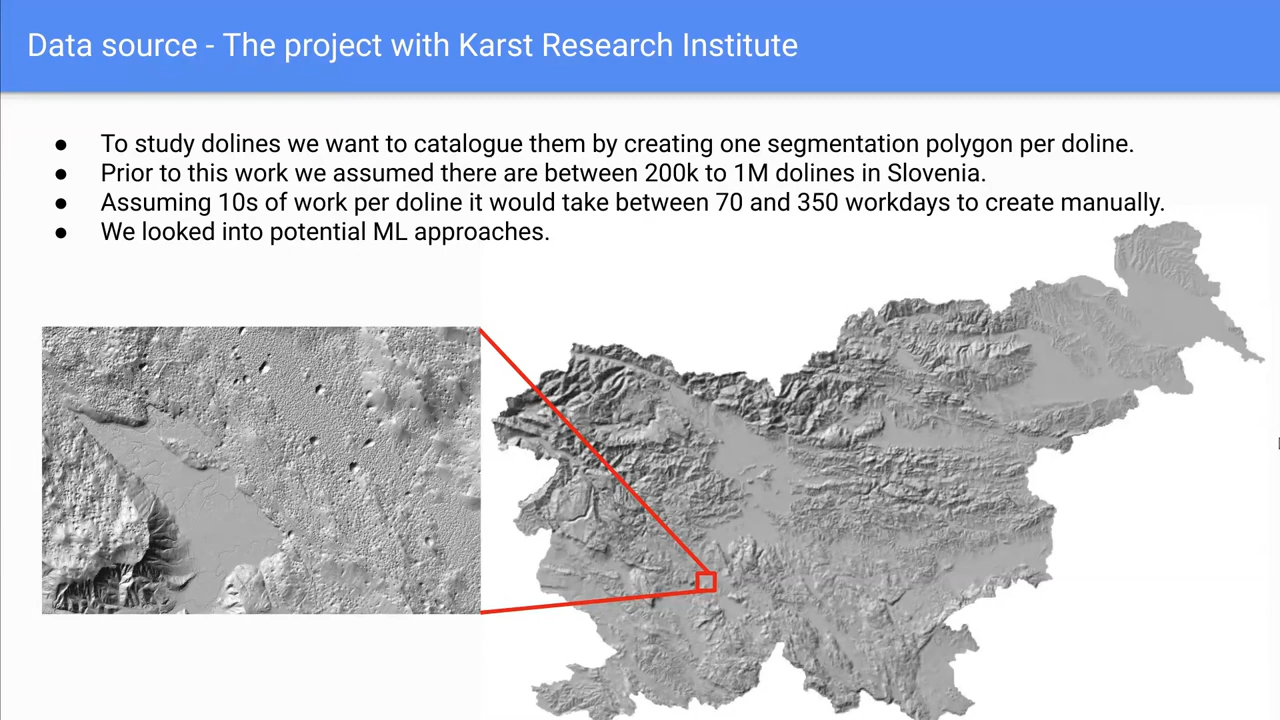 Data source - The project with Karst Research Institute
● To study dolines we want to catalogue them by creating one segmentation polygon per doline.
● Prior to this work we assumed there are between 200k to 1M dolines in Slovenia.
● Assuming 10s of work per doline it would take between 70 and 350 workdays to create manually.
● We looked into potential ML approaches.